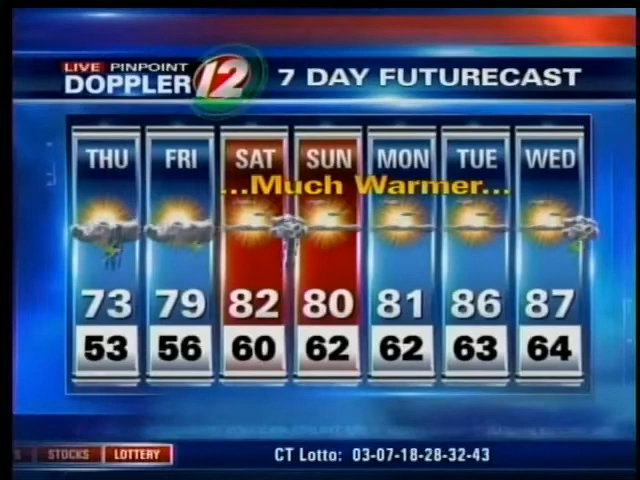 LIVE PINPOINT
DOPPLER 12
7 DAY FUTURECAST
THU FRI SAT SUN MON TUE WED
...Much Warmer...
73 79 82 80 81 86 87
53 56 60 62 62 63 64
S STOCKS LOTTERY CT Lotto: 03-07-18-28-32-43